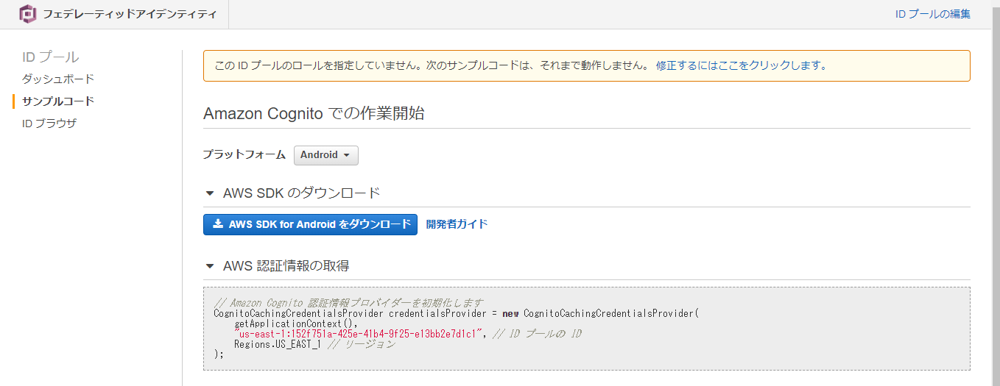 フェデレーティッドアイデンティティ
ID プールの編集
ID プール
ダッシュボード
サンプルコード
ID ブラウザ
この ID プールのロールを指定していません。次のサンプルコードは、それまで動作しません。 修正するにはここをクリックします。
Amazon Cognito での作業開始
プラットフォーム Android
AWS SDK のダウンロード
AWS SDK for Android をダウンロード 開発者ガイド
AWS 認証情報の取得
// Amazon Cognito 認証情報プロバイダーを初期化します
CognitoCachingCredentialsProvider credentialsProvider = new CognitoCachingCredentialsProvider(
getApplicationContext(),
"us-east-1:152f751a-425e-41b4-9f25-e13bb2e7d1c1", // ID プールの ID
Regions.US_EAST_1 // リージョン
);